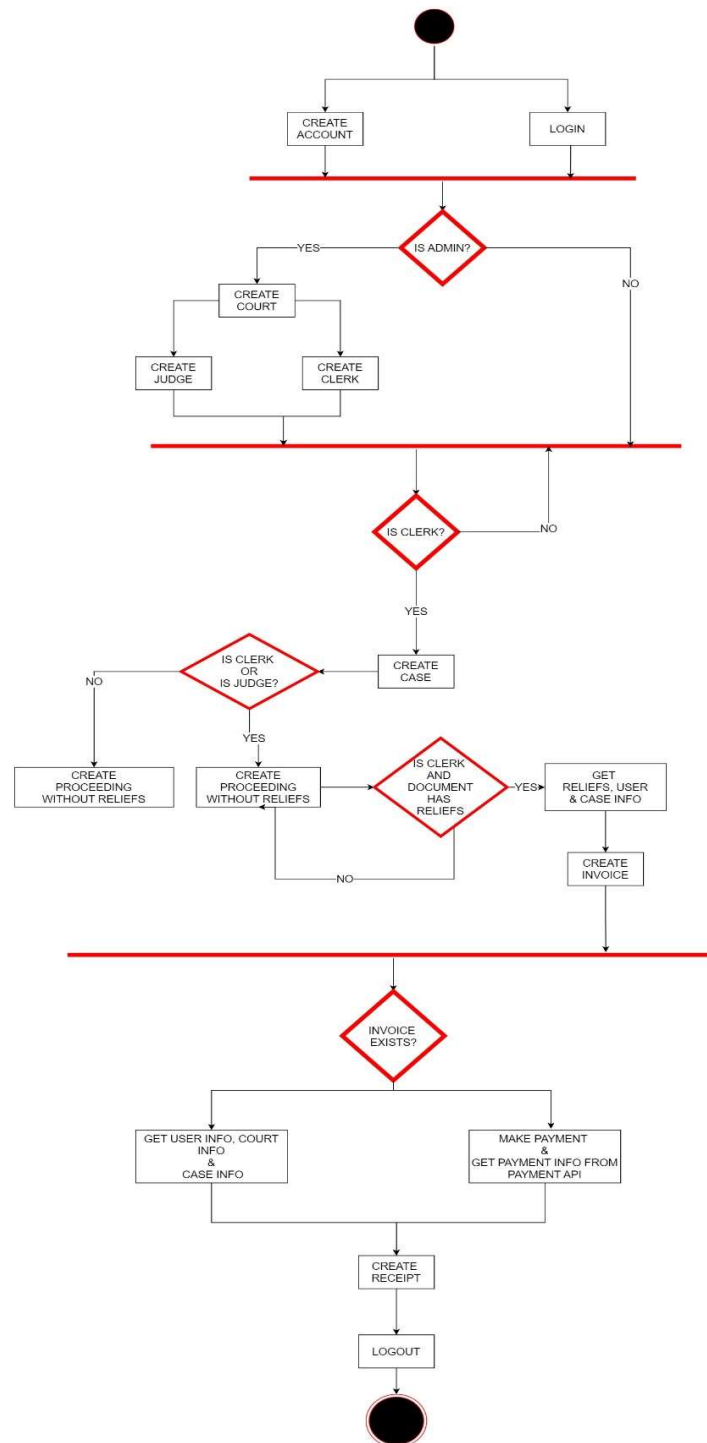 CREATE
ACCOUNT
LOGIN
IS ADMIN?
YES
NO
CREATE
COURT
CREATE
JUDGE
CREATE
CLERK
IS CLERK?
NO
YES
CREATE
CASE
IS CLERK
OR
IS JUDGE?
NO
YES
CREATE
PROCEEDING
WITHOUT RELIEFS
CREATE
PROCEEDING
WITHOUT RELIEFS
IS CLERK
AND
DOCUMENT
HAS
RELIEFS
YES
GET
RELIEFS, USER
& CASE INFO
NO
CREATE
INVOICE
INVOICE
EXISTS?
GET USER INFO, COURT
INFO
&
CASE INFO
MAKE PAYMENT
&
GET PAYMENT INFO FROM
PAYMENT API
CREATE
RECEIPT
LOGOUT